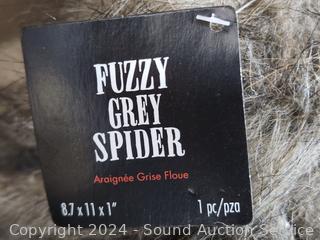 FUZZY
GREY
SPIDER
Araignée Grise Floue
8.7 x 11 x 1" 1 pc/pza
Copyright © 2024 - Sound Auction Service